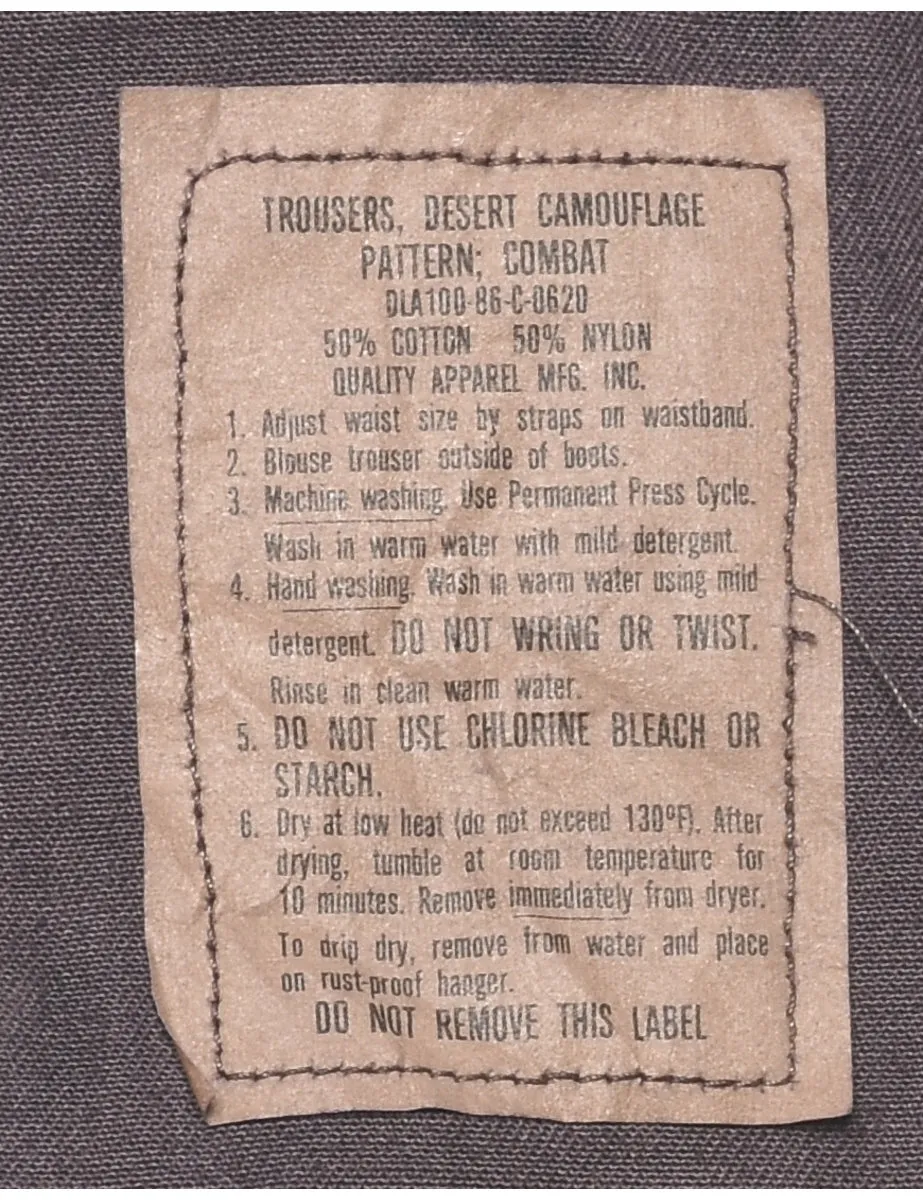 TROUSERS, DESERT CAMOUFLAGE
PATTERN; COMBAT
DLA100-86-C-0620
50% COTTON 50% NYLON
QUALITY APPAREL MFG. INC.
1. Adjust waist size by straps on waistband.
2. Blouse trouser outside of boots.
3. Machine washing. Use Permanent Press Cycle.
Wash in warm water with mild detergent.
4. Hand washing. Wash in warm water using mild
detergent. DO NOT WRING OR TWIST.
Rinse in clean warm water.
5. DO NOT USE CHLORINE BLEACH OR
STARCH.
6. Dry at low heat (do not exceed 130ºF). After
drying, tumble at room temperature for
10 minutes. Remove immediately from dryer.
To drip dry, remove from water and place
on rust-proof hanger.
DO NOT REMOVE THIS LABEL